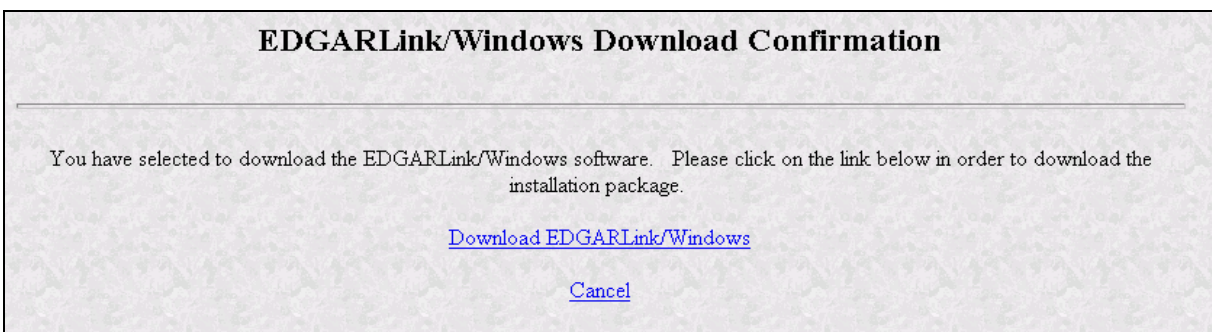 EDGARLink/Windows Download Confirmation
You have selected to download the EDGARLink/Windows software. Please click on the link below in order to download the
installation package.
Download EDGARLink/Windows
Cancel